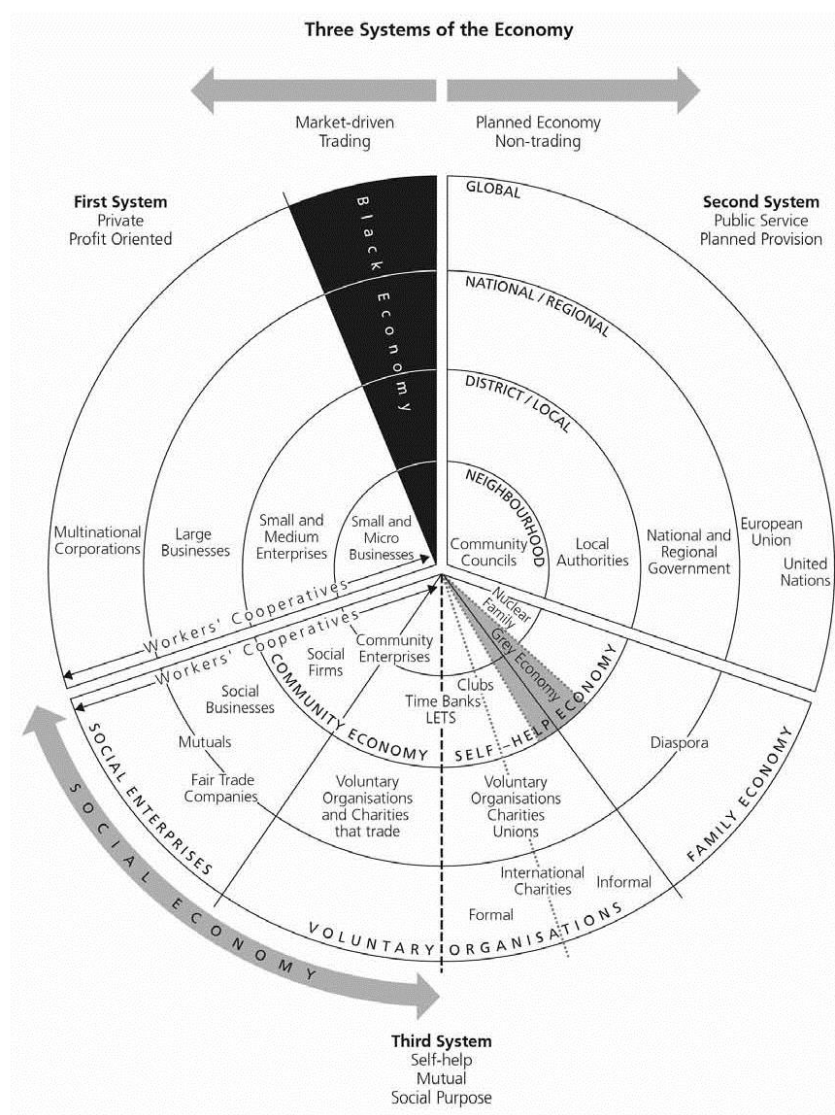 Three Systems of the Economy
Market-driven
Trading
Planned Economy
Non-trading
First System
Private
Profit Oriented
Second System
Public Service
Planned Provision
Black Economy
GLOBAL
NATIONAL / REGIONAL
DISTRICT / LOCAL
NEIGHBOURHOOD
Multinational
Corporations
Large
Businesses
Small and
Medium
Enterprises
Small and
Micro
Businesses
Community
Councils
Local
Authorities
National and
Regional
Government
European
Union
United
Nations
Workers' Cooperatives
Workers' Cooperatives
Nuclear
Family
Grey Economy
Community
Enterprises
Social
Firms
Social
Businesses
Mutuals
Fair Trade
Companies
Clubs
Time Banks
LETS
COMMUNITY ECONOMY
SELF-HELP ECONOMY
Diaspora
Voluntary
Organisations
and Charities
that trade
Voluntary
Organisations
Charities
Unions
International
Charities
Informal
Formal
SOCIAL ENTERPRISES
VOLUNTARY ORGANISATIONS
FAMILY ECONOMY
SOCIAL ECONOMY
Third System
Self-help
Mutual
Social Purpose